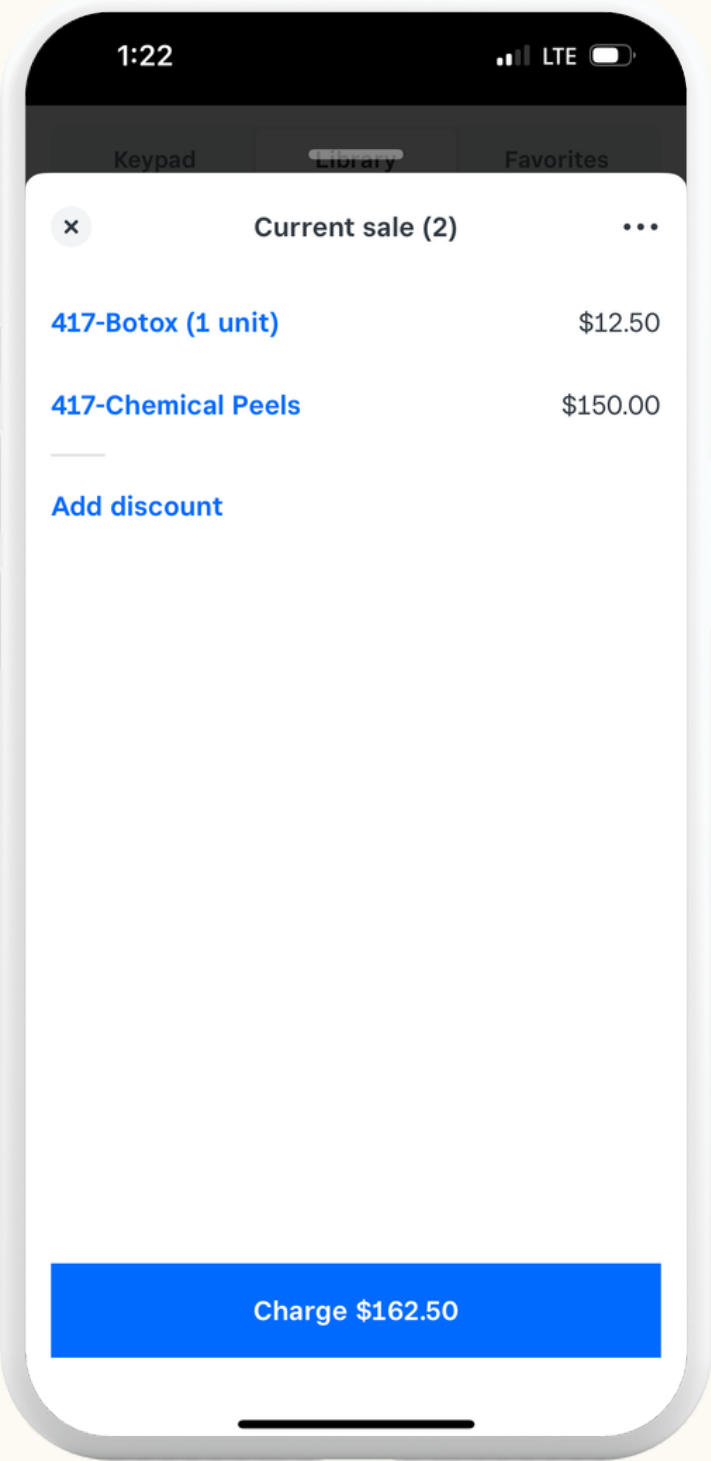 1:22 LTE
Keypad Library Favorites
Current sale (2)
417-Botox (1 unit) $12.50
417-Chemical Peels $150.00
Add discount
Charge $162.50